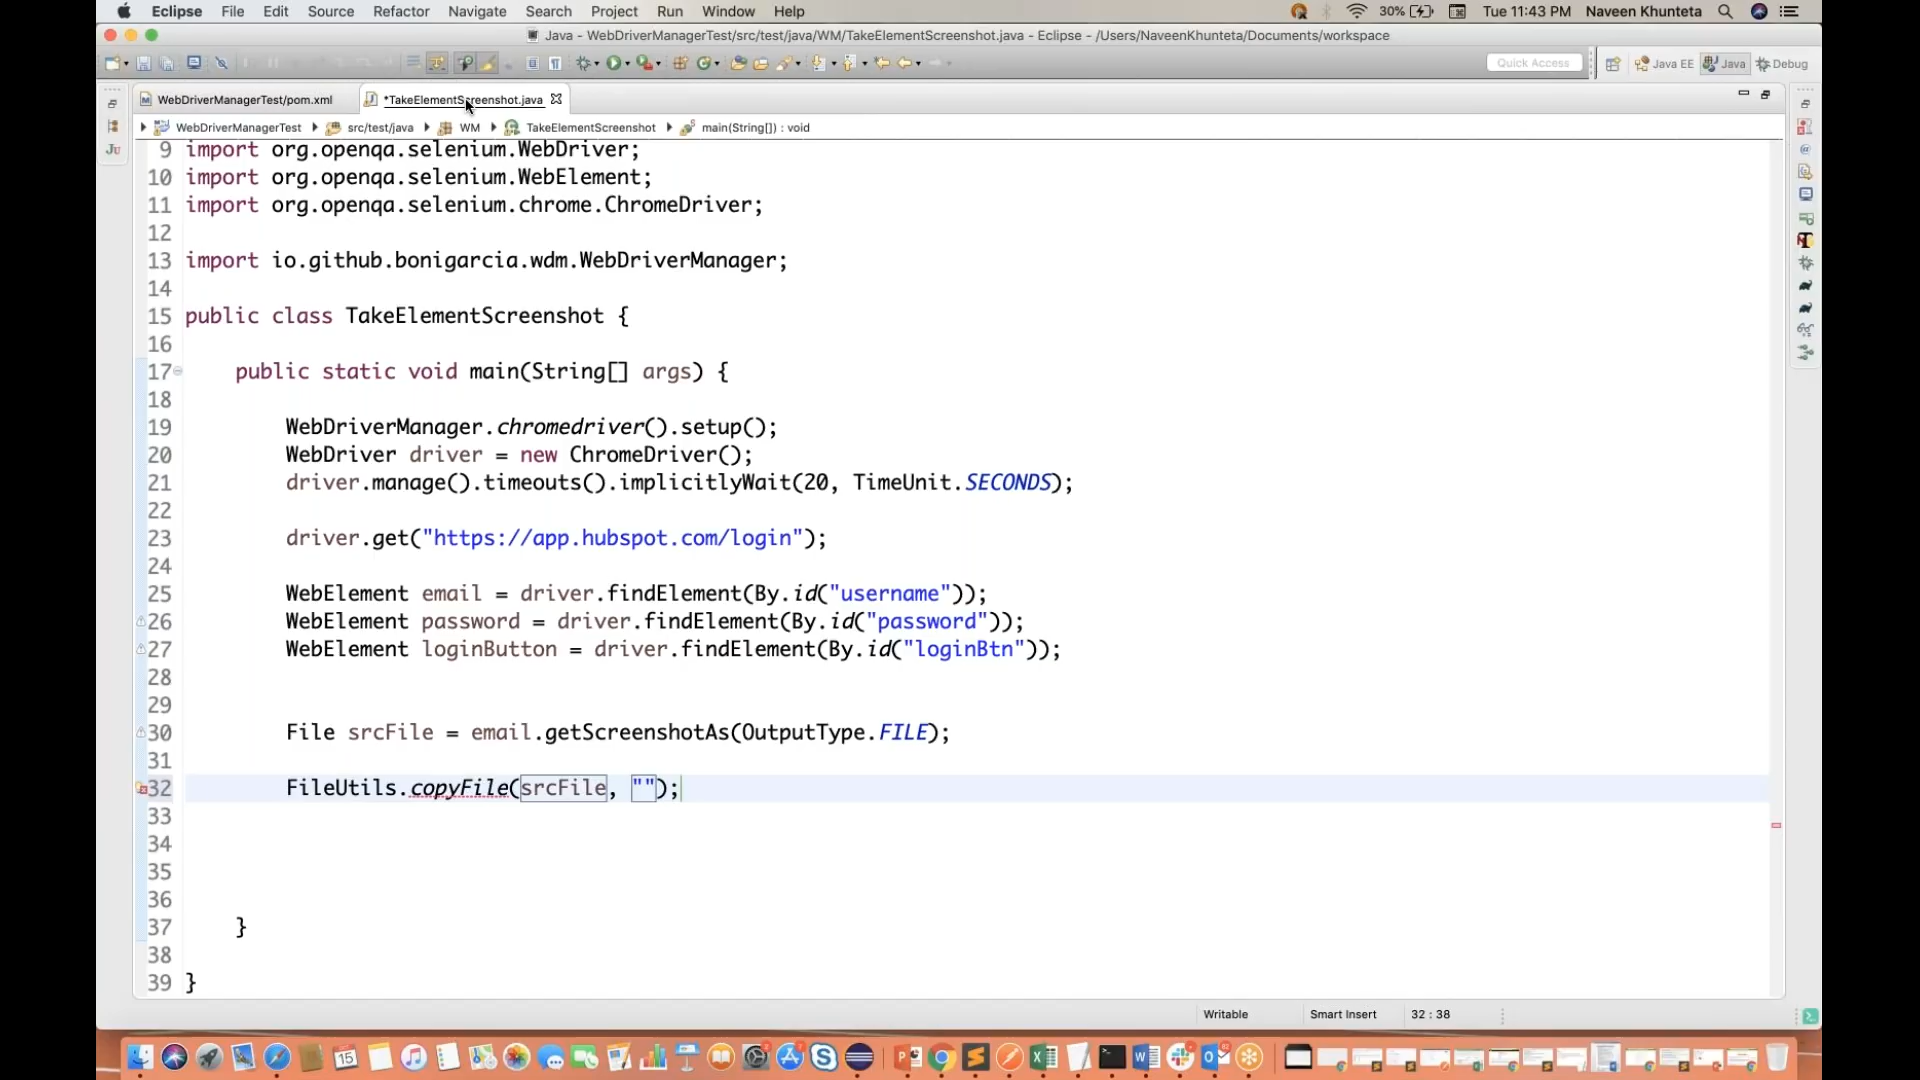 Eclipse File Edit Source Refactor Navigate Search Project Run Window Help 30% Tue 11:43 PM Naveen Khunteta
Java - WebDriverManagerTest/src/test/java/WM/TakeElementScreenshot.java - Eclipse - /Users/NaveenKhunteta/Documents/workspace
Quick Access Java EE Java Debug
WebDriverManagerTest/pom.xml *TakeElementScreenshot.java
WebDriverManagerTest src/test/java WM TakeElementScreenshot main(String[]) : void
9 import org.openqa.selenium.WebDriver;
10 import org.openqa.selenium.WebElement;
11 import org.openqa.selenium.chrome.ChromeDriver;
12
13 import io.github.bonigarcia.wdm.WebDriverManager;
14
15 public class TakeElementScreenshot {
16
17 public static void main(String[] args) {
18
19 WebDriverManager.chromedriver().setup();
20 WebDriver driver = new ChromeDriver();
21 driver.manage().timeouts().implicitlyWait(20, TimeUnit.SECONDS);
22
23 driver.get("https://app.hubspot.com/login");
24
25 WebElement email = driver.findElement(By.id("username"));
26 WebElement password = driver.findElement(By.id("password"));
27 WebElement loginButton = driver.findElement(By.id("loginBtn"));
28
29
30 File srcFile = email.getScreenshotAs(OutputType.FILE);
31
32 FileUtils.copyFile(srcFile, "");
33
34
35
36
37 }
38
39 }
Writable Smart Insert 32 : 38